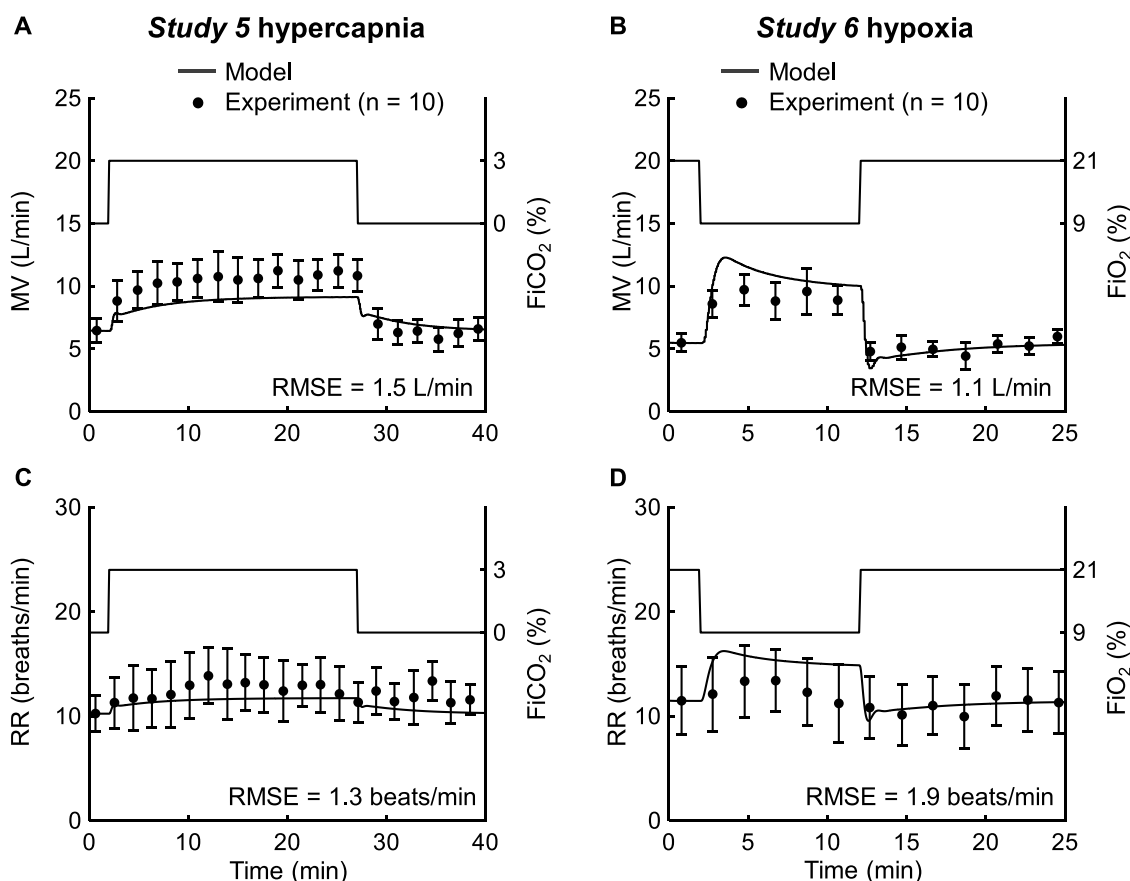 A
Study 5 hypercapnia
Model
Experiment (n = 10)
25
20
15
10
5
0
MV (L/min)
3
0
FiCO2 (%)
RMSE = 1.5 L/min
0 10 20 30 40
B
Study 6 hypoxia
Model
Experiment (n = 10)
25
20
15
10
5
0
MV (L/min)
21
9
FiO2 (%)
RMSE = 1.1 L/min
0 5 10 15 20 25
C
30
20
10
0
RR (breaths/min)
3
0
FiCO2 (%)
RMSE = 1.3 beats/min
0 10 20 30 40
Time (min)
D
30
20
10
0
RR (breaths/min)
21
9
FiO2 (%)
RMSE = 1.9 beats/min
0 5 10 15 20 25
Time (min)